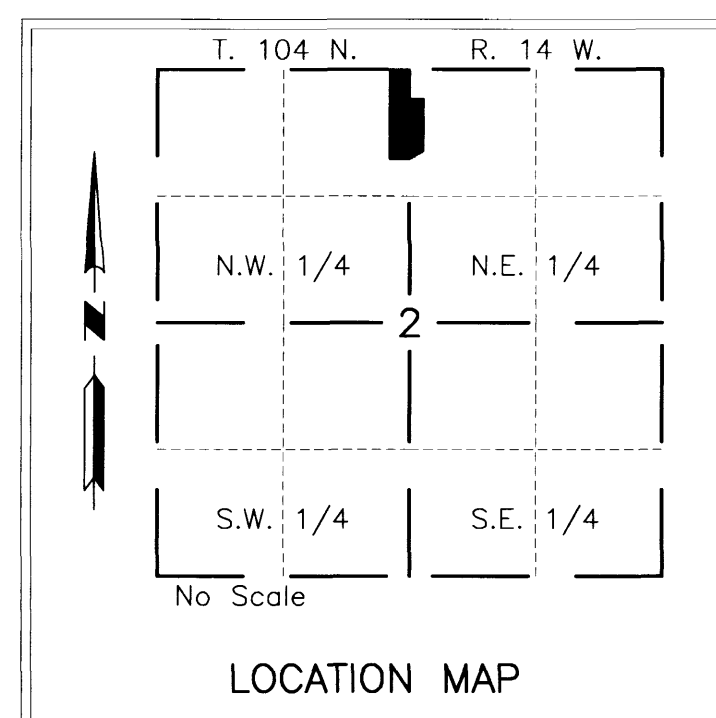 T. 104 N. R. 14 W.
N.W. 1/4 N.E. 1/4
N
2
S.W. 1/4 S.E. 1/4
No Scale
LOCATION MAP